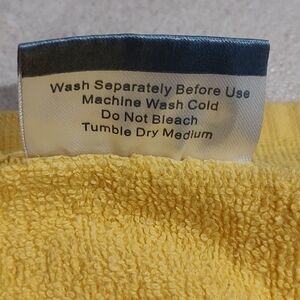 Wash Separately Before Use
Machine Wash Cold
Do Not Bleach
Tumble Dry Medium